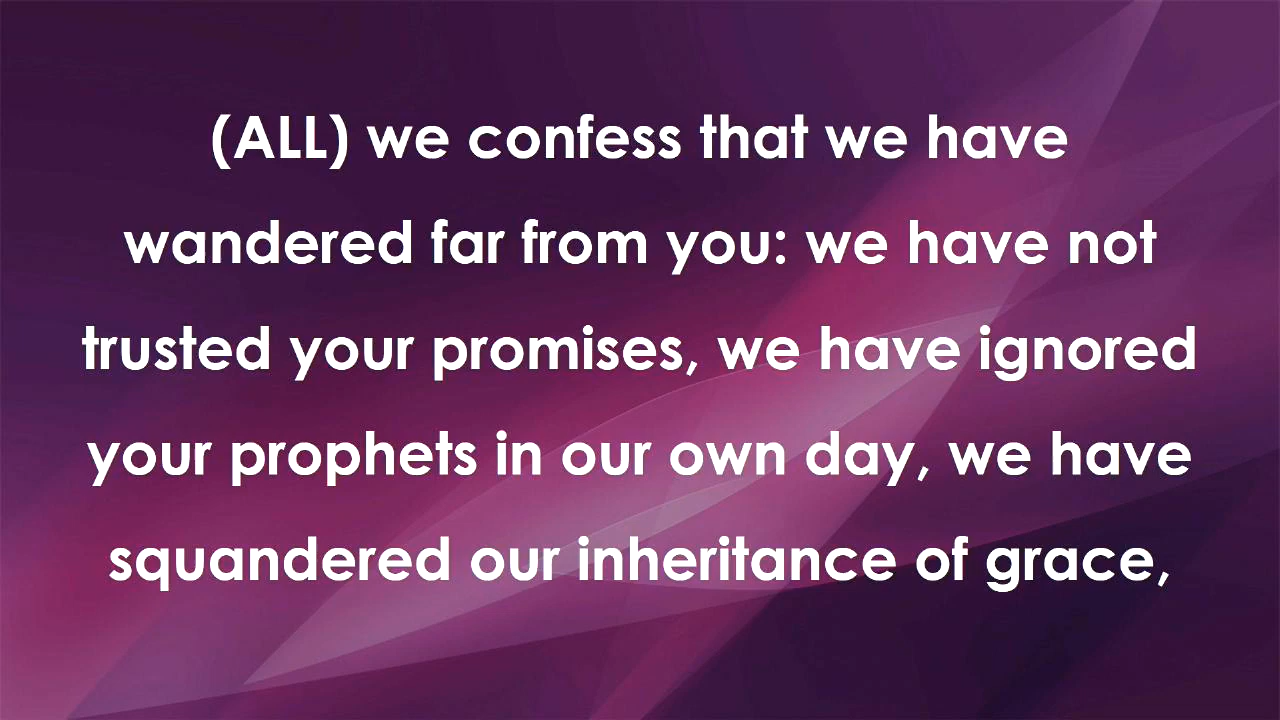 (ALL) we confess that we have
wandered far from you: we have not
trusted your promises, we have ignored
your prophets in our own day, we have
squandered our inheritance of grace,